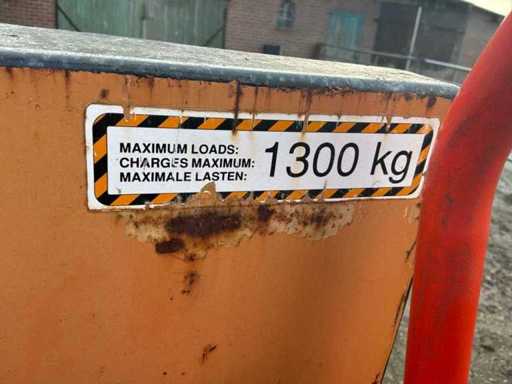 MAXIMUM LOADS:
CHARGES MAXIMUM:
MAXIMALE LASTEN:
1300 kg